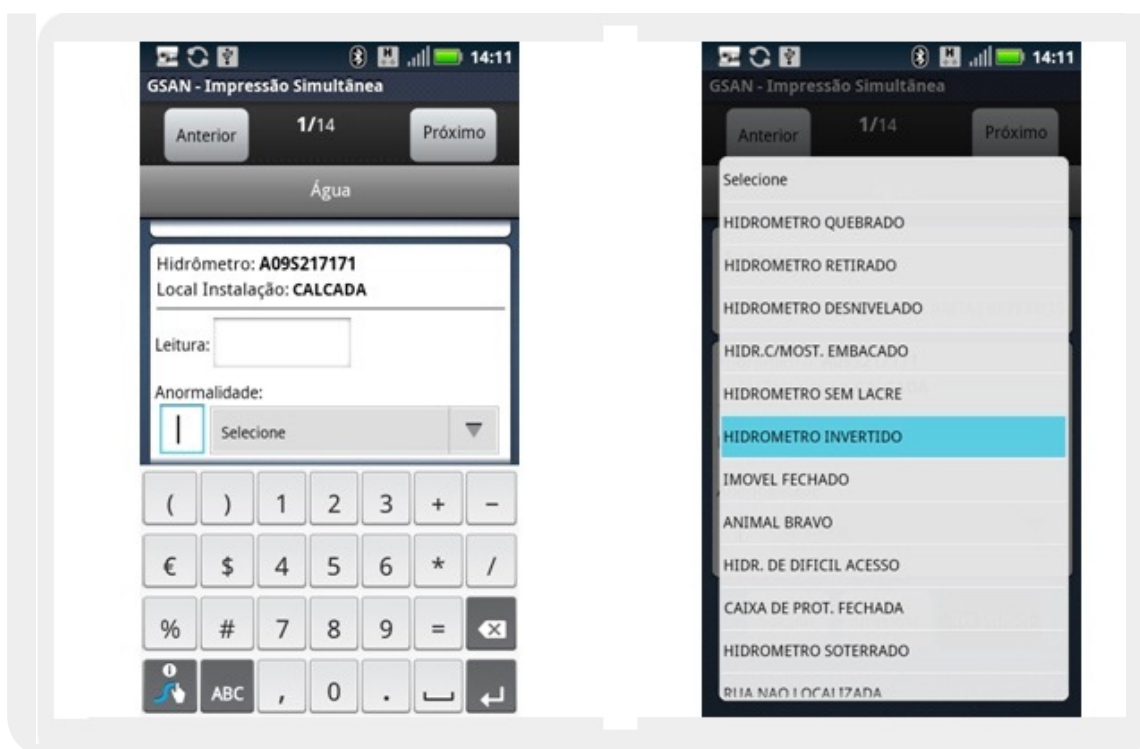 14:11
GSAN - Impressão Simultânea
Anterior 1/14 Próximo
Água
Hidrômetro: A09S217171
Local Instalação: CALCADA
Leitura:
Anormalidade:
Selecione
( ) 1 2 3 + −
€ $ 4 5 6 * /
% # 7 8 9 =
ABC , 0 .
14:11
GSAN - Impressão Simultânea
Anterior 1/14 Próximo
Selecione
HIDROMETRO QUEBRADO
HIDROMETRO RETIRADO
HIDROMETRO DESNIVELADO
HIDR.C/MOST. EMBACADO
HIDROMETRO SEM LACRE
HIDROMETRO INVERTIDO
IMOVEL FECHADO
ANIMAL BRAVO
HIDR. DE DIFICIL ACESSO
CAIXA DE PROT. FECHADA
HIDROMETRO SOTERRADO
RUA NAO LOCALIZADA